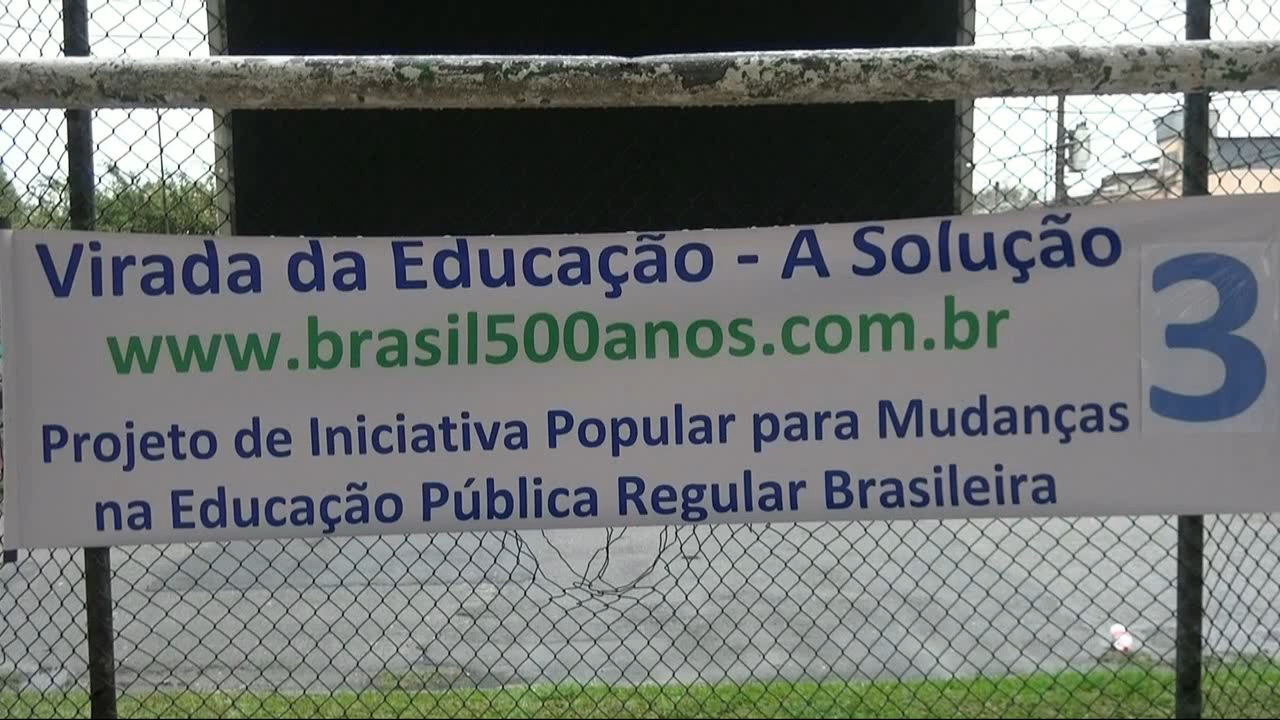 Virada da Educação - A Solução
www.brasil500anos.com.br
3
Projeto de Iniciativa Popular para Mudanças
na Educação Pública Regular Brasileira